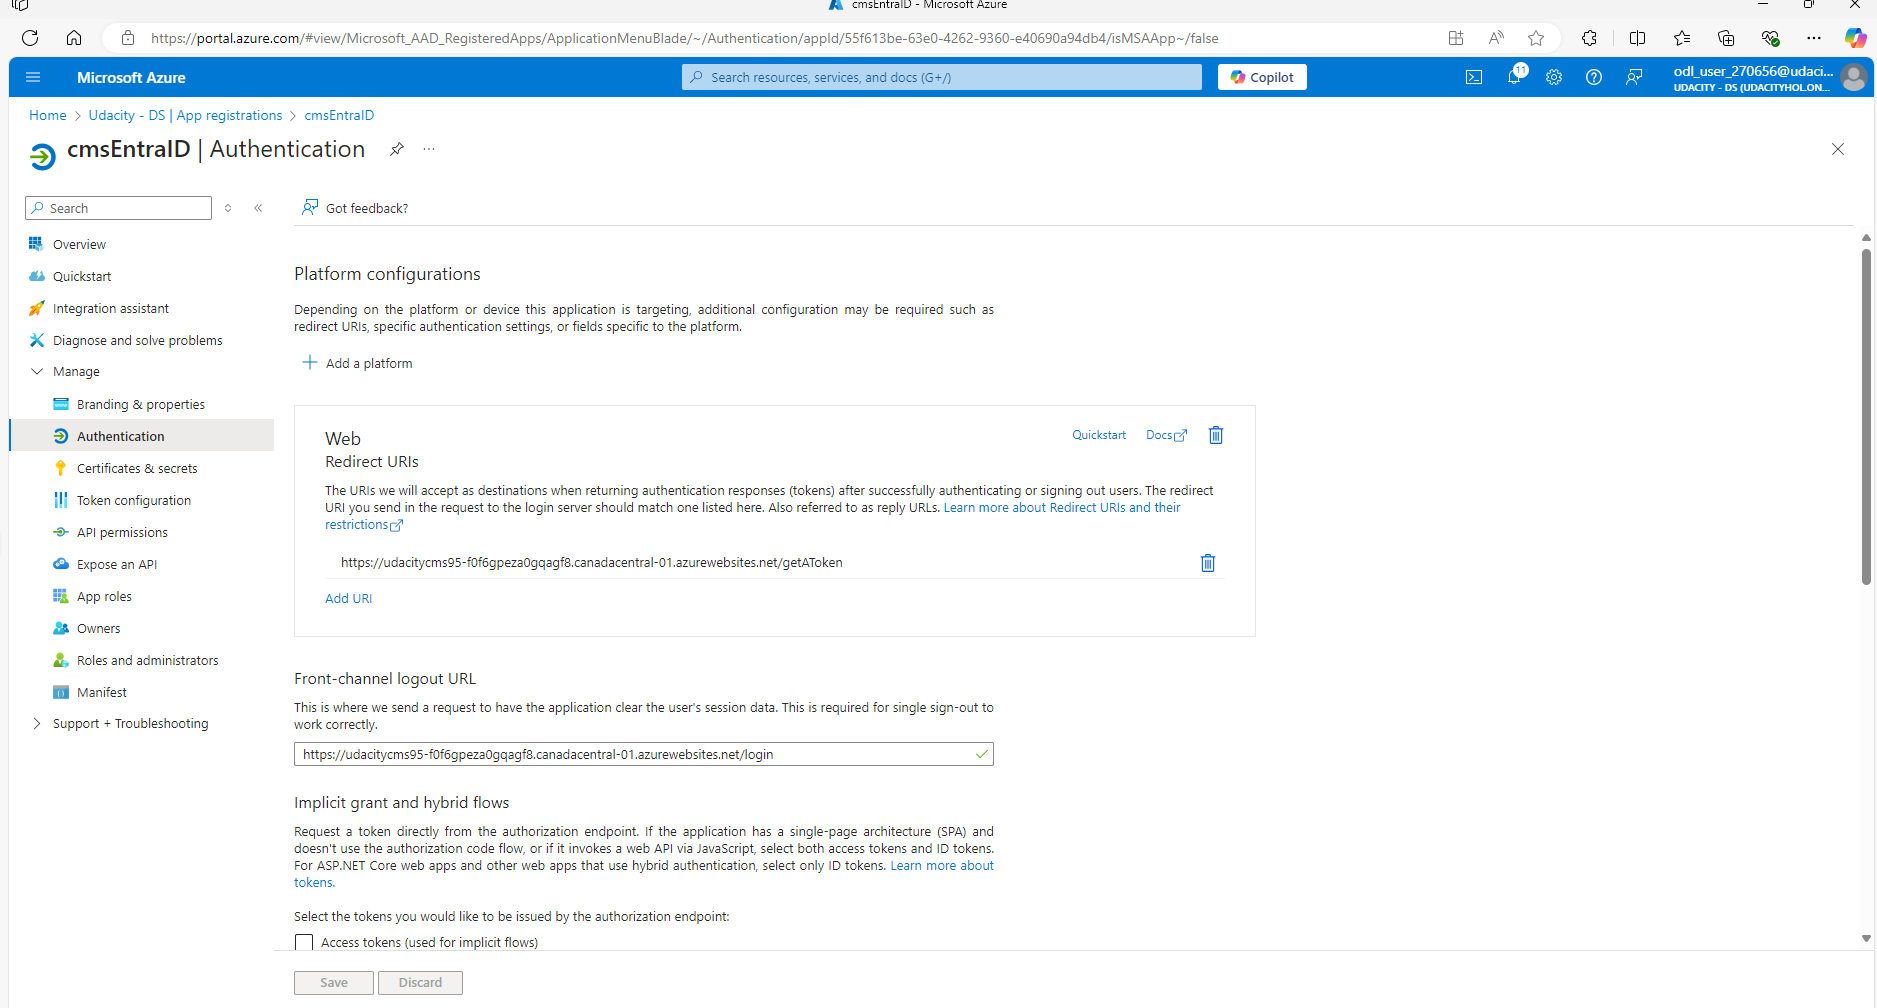 cmsEntraID - Microsoft Azure
https://portal.azure.com/#view/Microsoft_AAD_RegisteredApps/ApplicationMenuBlade/~/Authentication/appId/55f613be-63e0-4262-9360-e40690a94db4/isMSAApp~/false
Microsoft Azure
Search resources, services, and docs (G+/)
Copilot
11
odl_user_270656@udaci...
UDACITY - DS (UDACITYHOL.ON...
Home > Udacity - DS | App registrations > cmsEntraID
cmsEntraID | Authentication
Search
Got feedback?
Overview
Quickstart
Integration assistant
Diagnose and solve problems
Manage
Branding & properties
Authentication
Certificates & secrets
Token configuration
API permissions
Expose an API
App roles
Owners
Roles and administrators
Manifest
Support + Troubleshooting
Platform configurations
Depending on the platform or device this application is targeting, additional configuration may be required such as
redirect URIs, specific authentication settings, or fields specific to the platform.
Add a platform
Web
Quickstart
Docs
Redirect URIs
The URIs we will accept as destinations when returning authentication responses (tokens) after successfully authenticating or signing out users. The redirect
URI you send in the request to the login server should match one listed here. Also referred to as reply URLs. Learn more about Redirect URIs and their
restrictions
https://udacitycms95-f0f6gpeza0gqagf8.canadacentral-01.azurewebsites.net/getAToken
Add URI
Front-channel logout URL
This is where we send a request to have the application clear the user's session data. This is required for single sign-out to
work correctly.
https://udacitycms95-f0f6gpeza0gqagf8.canadacentral-01.azurewebsites.net/login
Implicit grant and hybrid flows
Request a token directly from the authorization endpoint. If the application has a single-page architecture (SPA) and
doesn't use the authorization code flow, or if it invokes a web API via JavaScript, select both access tokens and ID tokens.
For ASP.NET Core web apps and other web apps that use hybrid authentication, select only ID tokens. Learn more about
tokens.
Select the tokens you would like to be issued by the authorization endpoint:
Access tokens (used for implicit flows)
Save
Discard